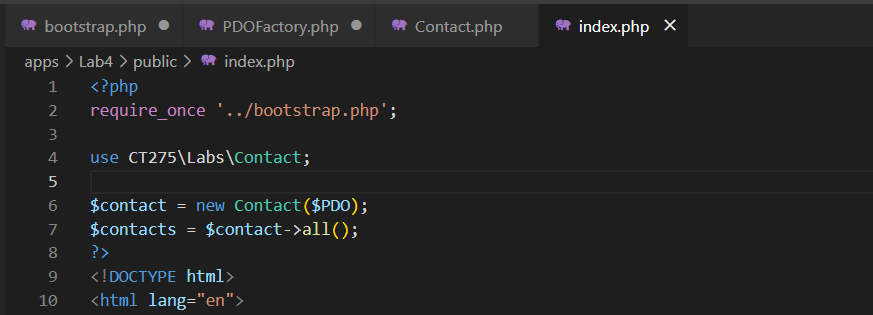 bootstrap.php PDOFactory.php Contact.php index.php
apps > Lab4 > public > index.php
1 <?php
2 require_once '../bootstrap.php';
3
4 use CT275\Labs\Contact;
5
6 $contact = new Contact($PDO);
7 $contacts = $contact->all();
8 ?>
9 <!DOCTYPE html>
10 <html lang="en">